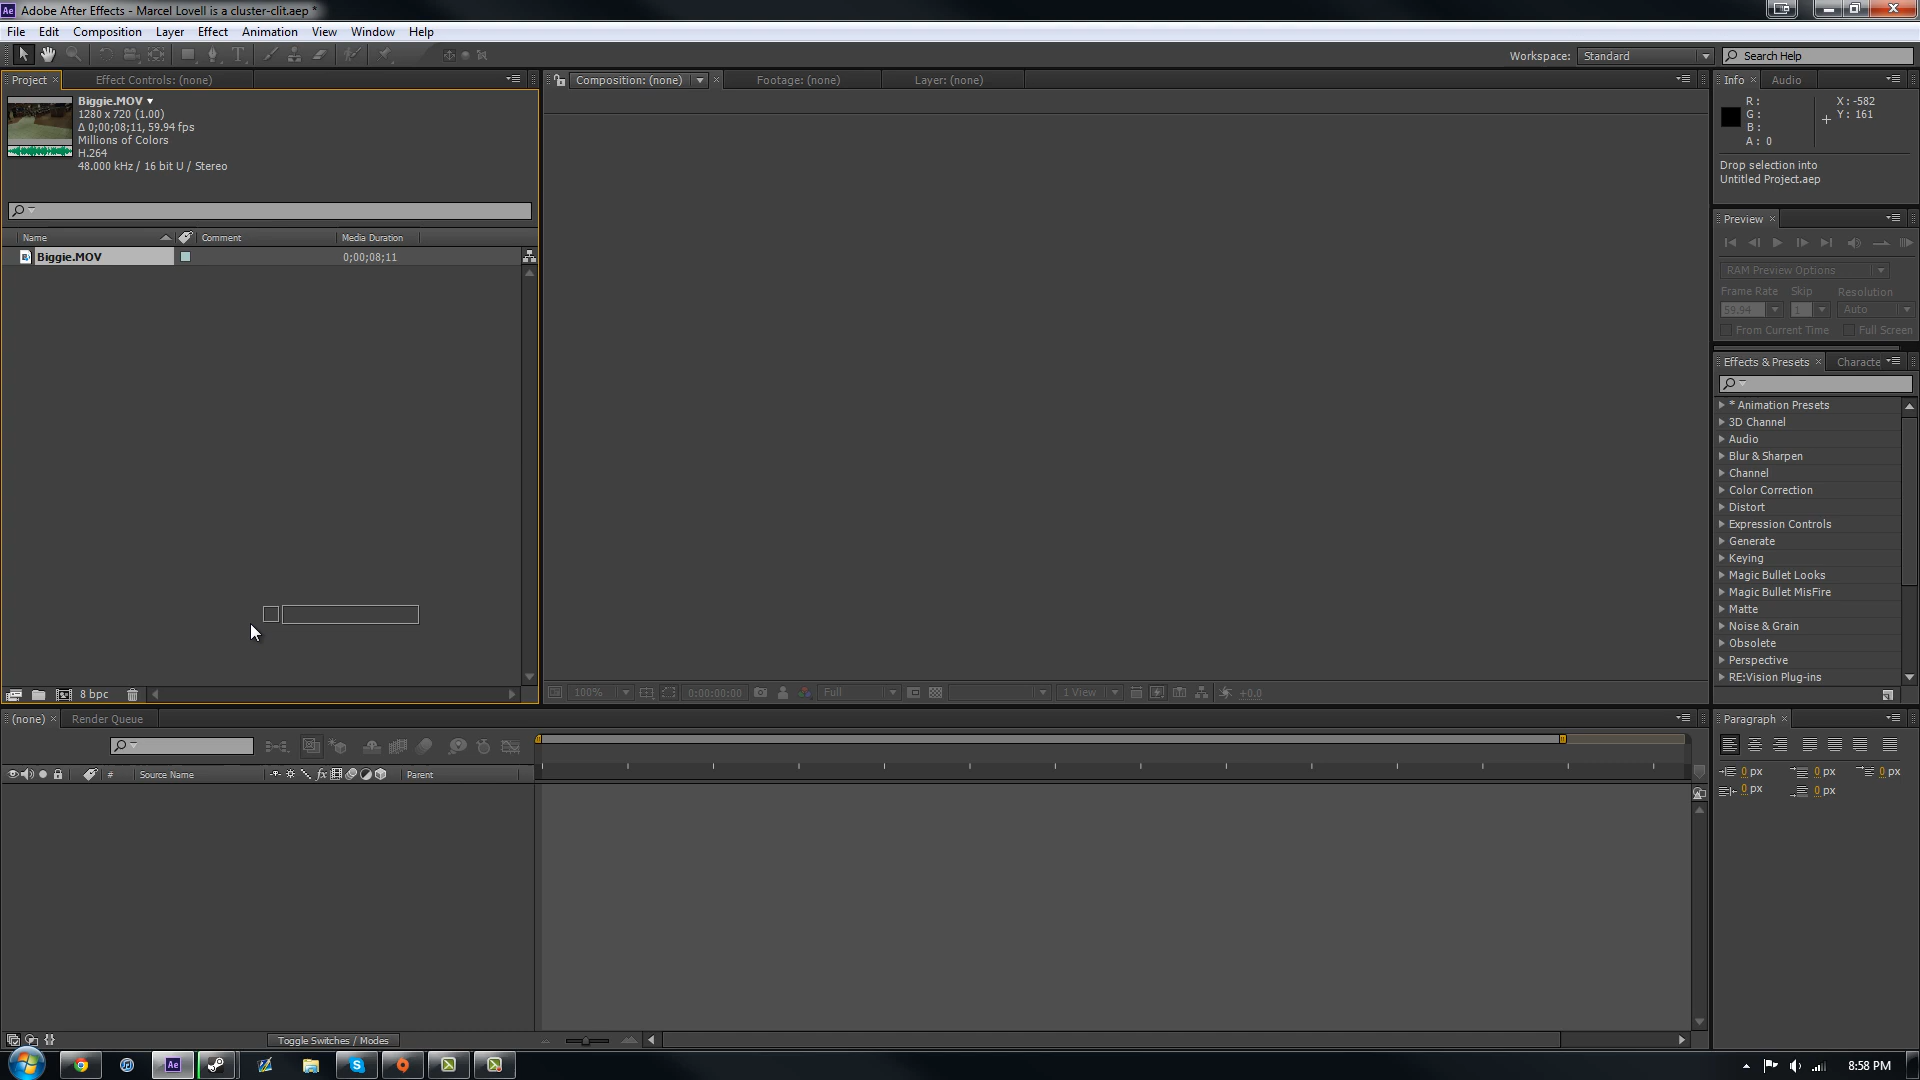 Adobe After Effects - Marcel Lovell is a cluster-clit.aep *
File Edit Composition Layer Effect Animation View Window Help
Workspace: Standard Search Help
Project Effect Controls: (none)
Composition: (none) Footage: (none) Layer: (none)
Info Audio
Biggie.MOV
1280 x 720 (1.00)
Δ 0;00;08;11, 59.94 fps
Millions of Colors
H.264
48.000 kHz / 16 bit U / Stereo
R :
G :
B :
A : 0
X: -582
Y: 161
Drop selection into
Untitled Project.aep
Name Comment Media Duration
Biggie.MOV 0;00;08;11
Preview
RAM Preview Options
Frame Rate Skip Resolution
59.94 1 Auto
From Current Time Full Screen
Effects & Presets Characte
* Animation Presets
3D Channel
Audio
Blur & Sharpen
Channel
Color Correction
Distort
Expression Controls
Generate
Keying
Magic Bullet Looks
Magic Bullet MisFire
Matte
Noise & Grain
Obsolete
Perspective
RE:Vision Plug-ins
8 bpc
100% 0:00:00:00 Full 1 View +0.0
(none) Render Queue
# Source Name fx Parent
Paragraph
0 px 0 px 0 px
0 px 0 px
Toggle Switches / Modes
Ae
8:58 PM